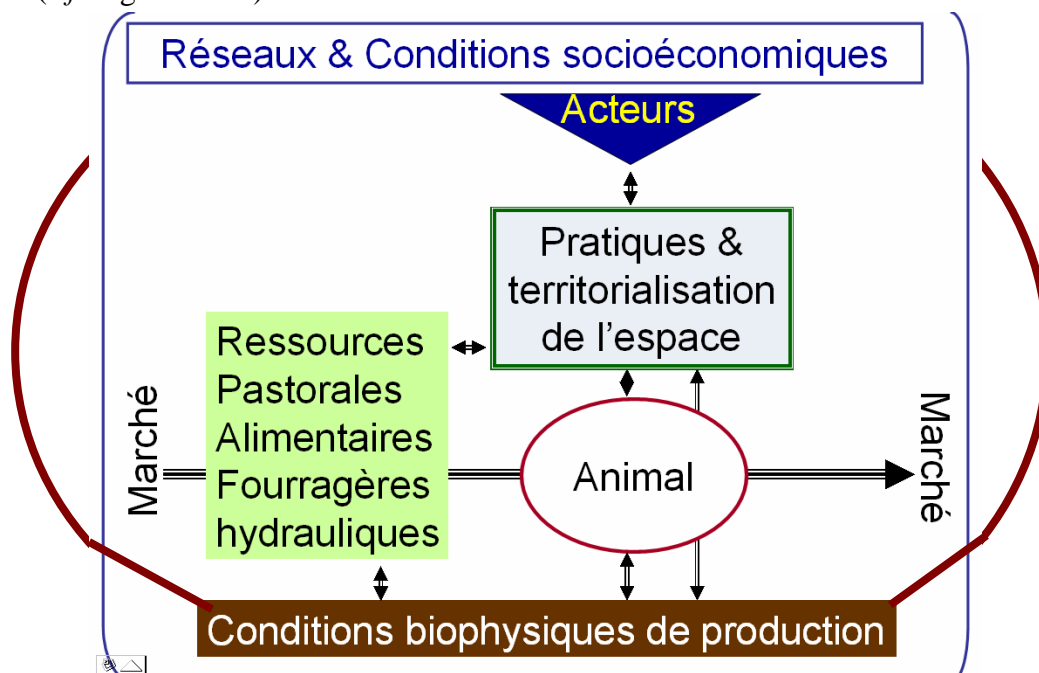 Réseaux & Conditions socioéconomiques
Acteurs
Pratiques &
territorialisation
de l'espace
Ressources
Pastorales
Alimentaires
Fourragères
hydrauliques
Marché
Animal
Marché
Conditions biophysiques de production